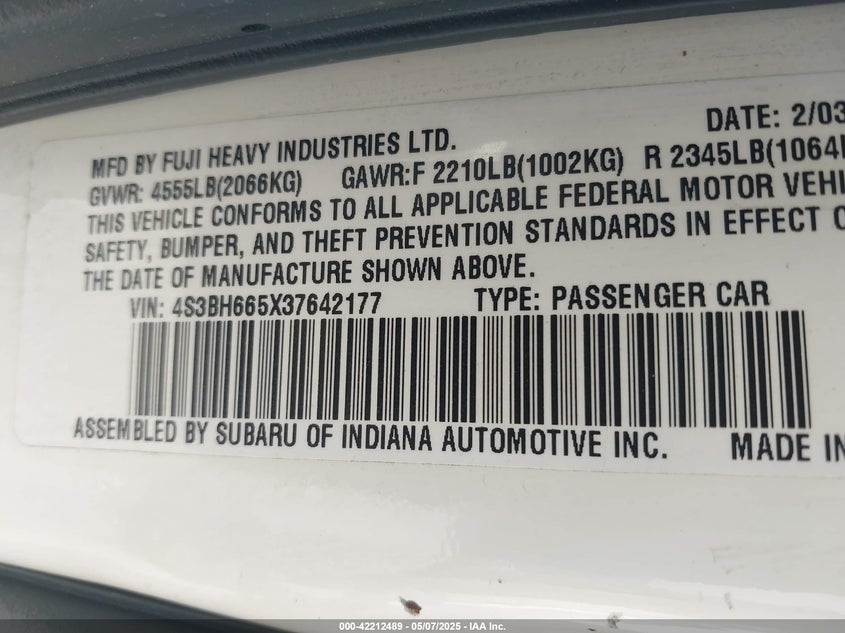 DATE: 2/03
MFD BY FUJI HEAVY INDUSTRIES LTD.
GVWR: 4555LB(2066KG) GAWR:F 2210LB(1002KG) R 2345LB(1064
THIS VEHICLE CONFORMS TO ALL APPLICABLE FEDERAL MOTOR VEHI
SAFETY, BUMPER, AND THEFT PREVENTION STANDARDS IN EFFECT
THE DATE OF MANUFACTURE SHOWN ABOVE.
VIN: 4S3BH665X37642177 TYPE: PASSENGER CAR
ASSEMBLED BY SUBARU OF INDIANA AUTOMOTIVE INC. MADE IN
000-42212489 - 05/07/2025 - IAA Inc.